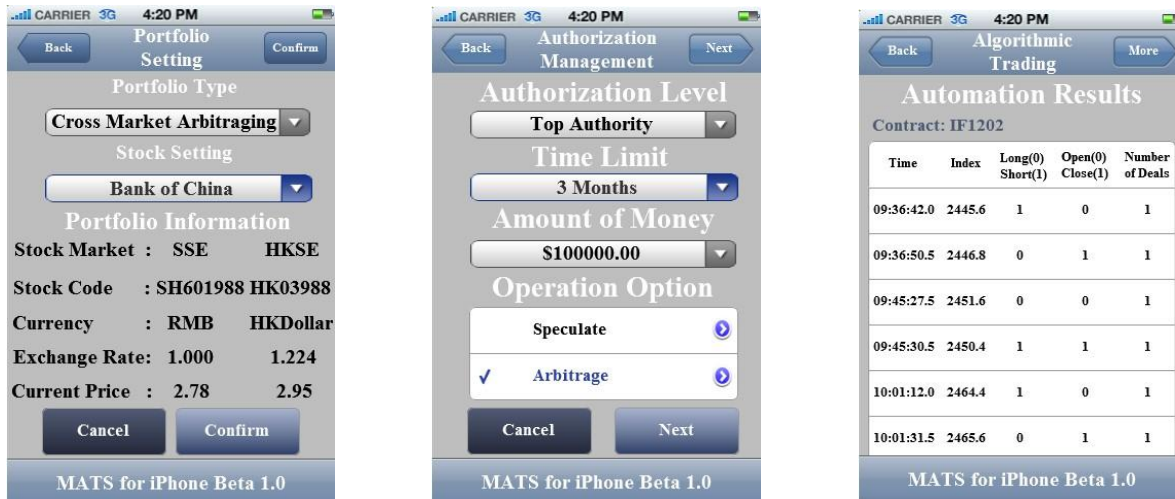 CARRIER 3G 4:20 PM
Back
Portfolio
Setting
Confirm
Portfolio Type
Cross Market Arbitraging
Stock Setting
Bank of China
Portfolio Information
Stock Market : SSE HKSE
Stock Code : SH601988 HK03988
Currency : RMB HKDollar
Exchange Rate: 1.000 1.224
Current Price : 2.78 2.95
Cancel Confirm
MATS for iPhone Beta 1.0
CARRIER 3G 4:20 PM
Back
Authorization
Management
Next
Authorization Level
Top Authority
Time Limit
3 Months
Amount of Money
$100000.00
Operation Option
Speculate
Arbitrage
Cancel Next
MATS for iPhone Beta 1.0
CARRIER 3G 4:20 PM
Back
Algorithmic
Trading
More
Automation Results
Contract: IF1202
Time Index Long(0) Open(0) Number
Short(1) Close(1) of Deals
09:36:42.0 2445.6 1 0 1
09:36:50.5 2446.8 0 1 1
09:45:27.5 2451.6 0 0 1
09:45:30.5 2450.4 1 1 1
10:01:12.0 2464.4 1 0 1
10:01:31.5 2465.6 0 1 1
MATS for iPhone Beta 1.0